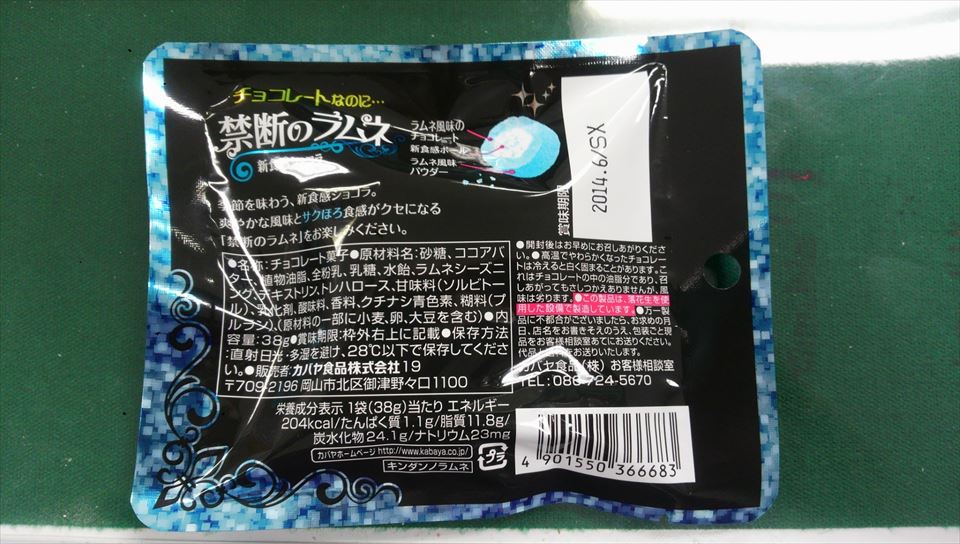 チョコレートなのに…
禁断のラムネ
新食
ラムネ風味の
チョコレート
新食感ボール
ラムネ風味
パウダー
賞味期限
2014.6/SX
季節を味わう、新食感ショコラ。
爽やかな風味とサクほろ食感がクセになる
「禁断のラムネ」をお楽しみください。
●名称:チョコレート菓子●原材料名:砂糖、ココアバ
ター、植物油脂、全粉乳、乳糖、水飴、ラムネシーズニ
ング、デキストリン、トレハロース、甘味料(ソルビトー
ル)、乳化剤、酸味料、香料、クチナシ青色素、糊料(プ
ルラン)、(原材料の一部に小麦、卵、大豆を含む)●内
容量:38g●賞味期限:枠外右上に記載●保存方法
:直射日光・多湿を避け、28℃以下で保存してくださ
い。●販売者:カバヤ食品株式会社19
〒709-2196 岡山市北区御津野々口1100
栄養成分表示 1袋(38g)当たり エネルギー
204kcal/たんぱく質1.1g/脂質11.8g/
炭水化物24.1g/ナトリウム23mg
カバヤホームページ http://www.kabaya.co.jp/
キンダンノラムネ
プラ
●開封後はお早めにお召しあがりくださ
い。●高温でやわらかくなったチョコレー
トは冷えると白く固まることがあります。こ
れはチョコレートの中の油脂分であり、召
しあがってもさしつかえありませんが、風
味は劣ります。●この製品は、落花生を使
用した設備で製造しています。●万一製
品に不都合がございましたら、お求めの月
日、店名をお書きそえのうえ、包装ごと現
品をお客様相談室あてにお送りください。
代品と お送りいたします。
カバヤ食品(株) お客様相談室
TEL:086-724-5670
4 901550 366683